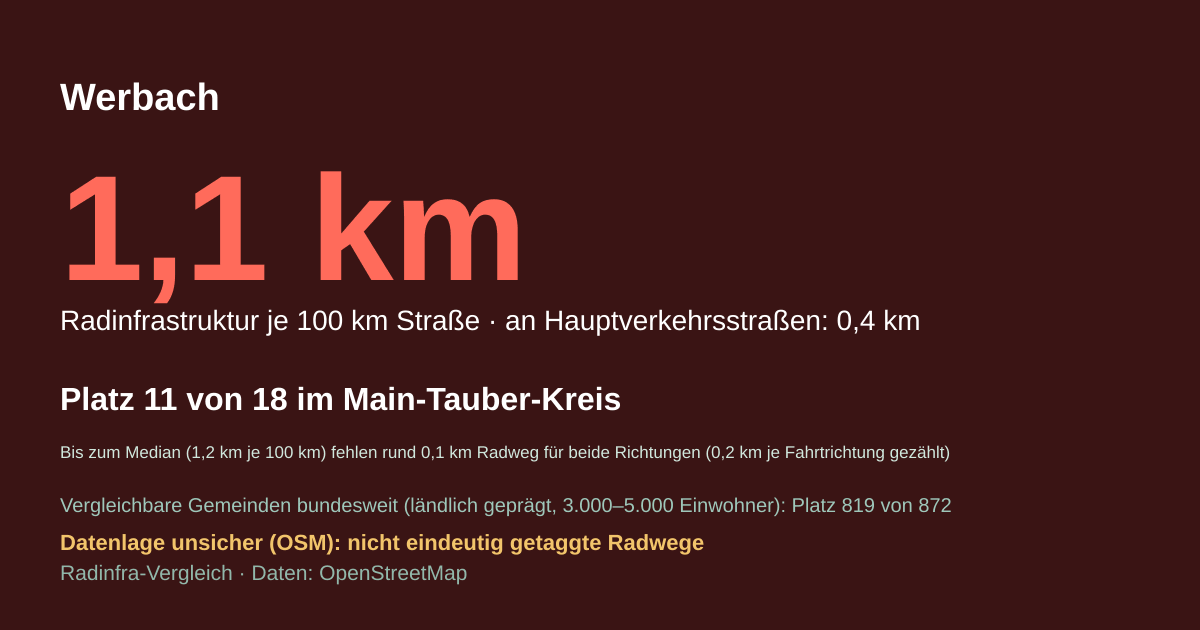 Werbach
1,1 km
Radinfrastruktur je 100 km Straße · an Hauptverkehrsstraßen: 0,4 km
Platz 11 von 18 im Main-Tauber-Kreis
Bis zum Median (1,2 km je 100 km) fehlen rund 0,1 km Radweg für beide Richtungen (0,2 km je Fahrtrichtung gezählt)
Vergleichbare Gemeinden bundesweit (ländlich geprägt, 3.000–5.000 Einwohner): Platz 819 von 872
Datenlage unsicher (OSM): nicht eindeutig getaggte Radwege
Radinfra-Vergleich · Daten: OpenStreetMap